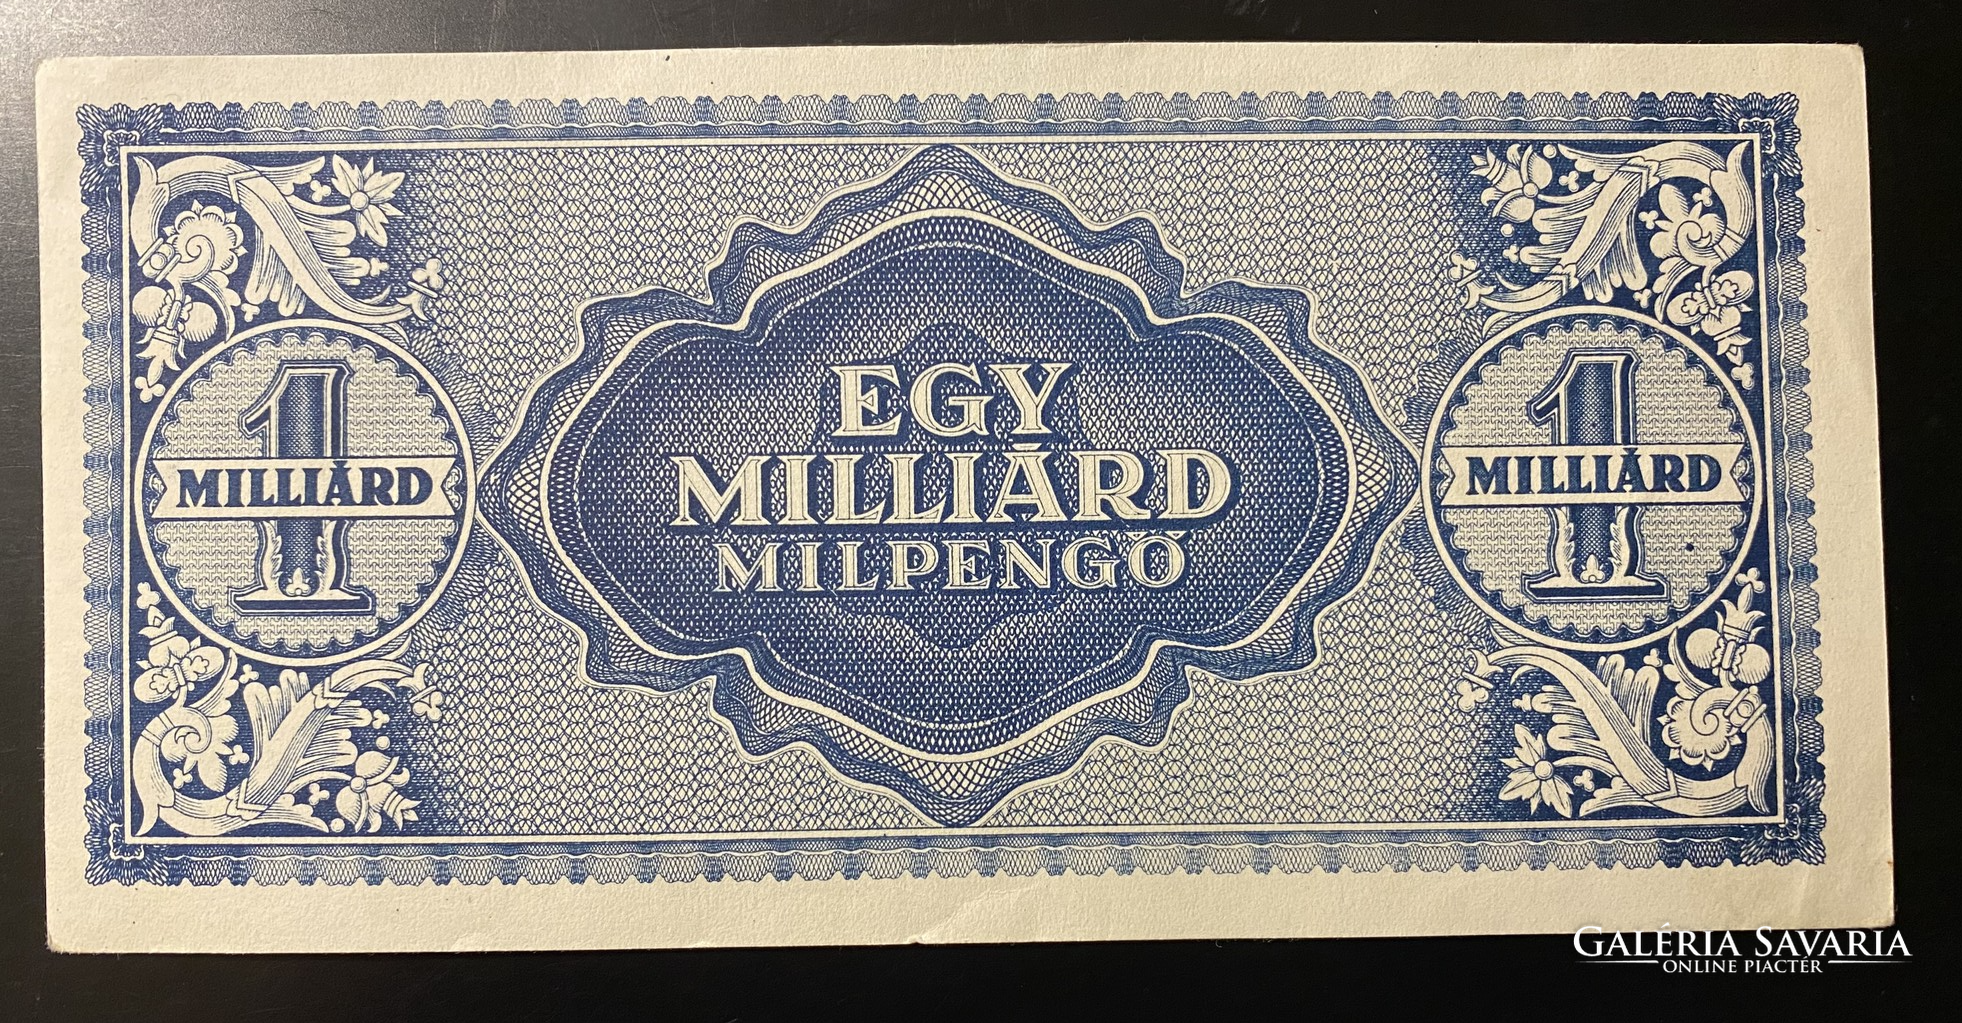 1
MILLIÁRD
EGY
MILLIÁRD
MILPENGŐ
1
MILLIÁRD
GALÉRIA SAVARIA
ONLINE PIACTÉR